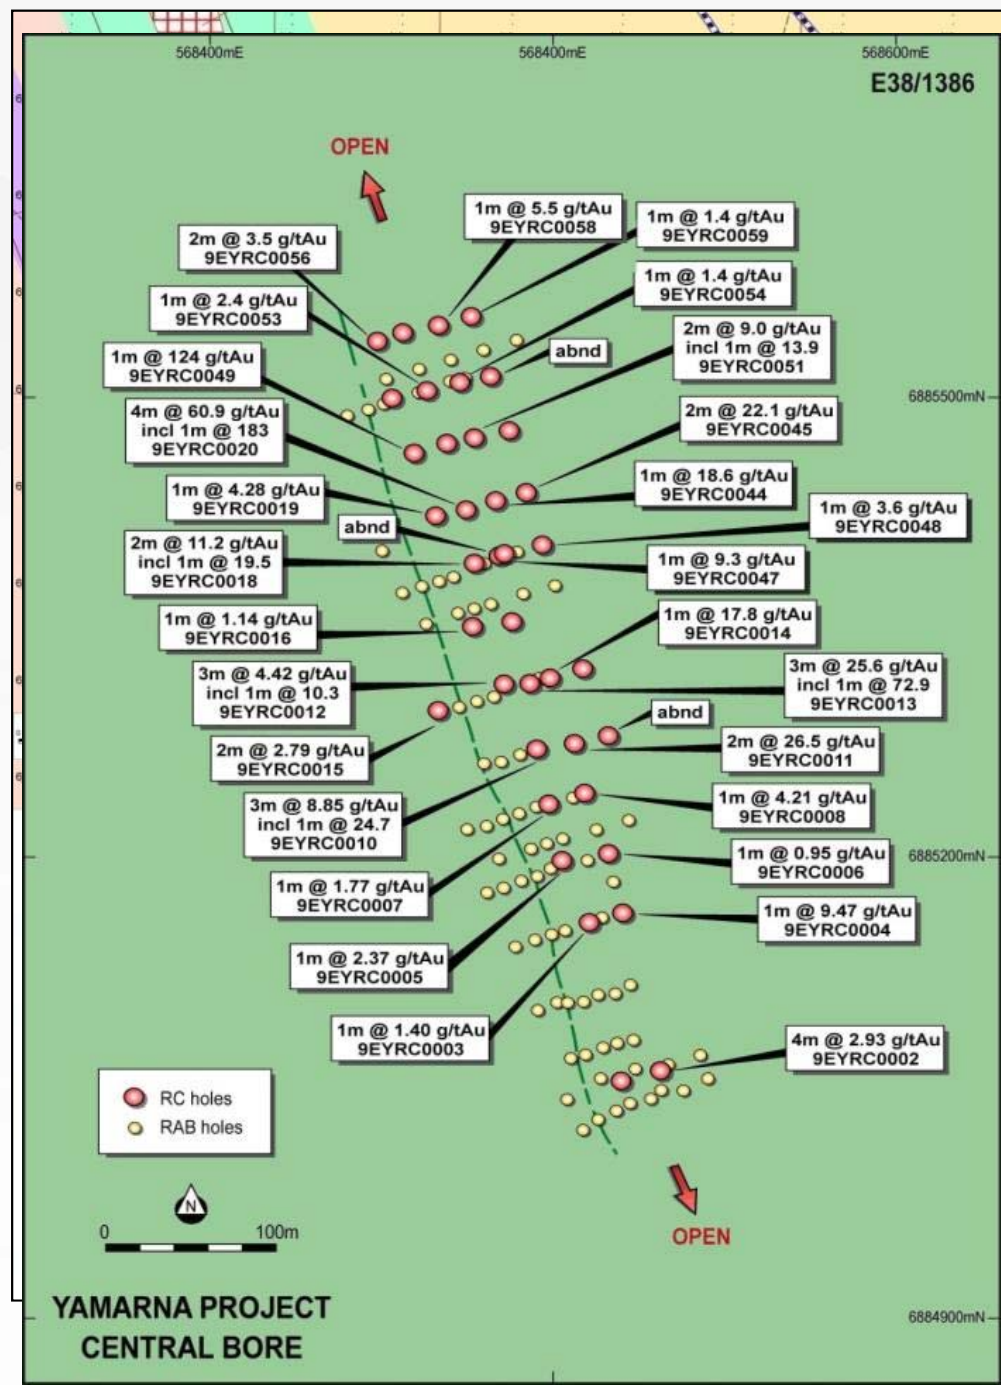 568400mE
568400mE
568600mE
E38/1386
OPEN
1m @ 5.5 g/tAu
9EYRC0058
1m @ 1.4 g/tAu
9EYRC0059
2m @ 3.5 g/tAu
9EYRC0056
1m @ 1.4 g/tAu
9EYRC0054
1m @ 2.4 g/tAu
9EYRC0053
2m @ 9.0 g/tAu
incl 1m @ 13.9
9EYRC0051
abnd
1m @ 124 g/tAu
9EYRC0049
6885500mN
4m @ 60.9 g/tAu
incl 1m @ 183
9EYRC0020
2m @ 22.1 g/tAu
9EYRC0045
1m @ 18.6 g/tAu
9EYRC0044
1m @ 4.28 g/tAu
9EYRC0019
1m @ 3.6 g/tAu
9EYRC0048
abnd
2m @ 11.2 g/tAu
incl 1m @ 19.5
9EYRC0018
1m @ 9.3 g/tAu
9EYRC0047
1m @ 1.14 g/tAu
9EYRC0016
1m @ 17.8 g/tAu
9EYRC0014
3m @ 4.42 g/tAu
incl 1m @ 10.3
9EYRC0012
3m @ 25.6 g/tAu
incl 1m @ 72.9
9EYRC0013
abnd
2m @ 2.79 g/tAu
9EYRC0015
2m @ 26.5 g/tAu
9EYRC0011
3m @ 8.85 g/tAu
incl 1m @ 24.7
9EYRC0010
1m @ 4.21 g/tAu
9EYRC0008
6885200mN
1m @ 0.95 g/tAu
9EYRC0006
1m @ 1.77 g/tAu
9EYRC0007
1m @ 9.47 g/tAu
9EYRC0004
1m @ 2.37 g/tAu
9EYRC0005
1m @ 1.40 g/tAu
9EYRC0003
4m @ 2.93 g/tAu
9EYRC0002
RC holes
RAB holes
N
0 100m
OPEN
YAMARNA PROJECT
CENTRAL BORE
6884900mN